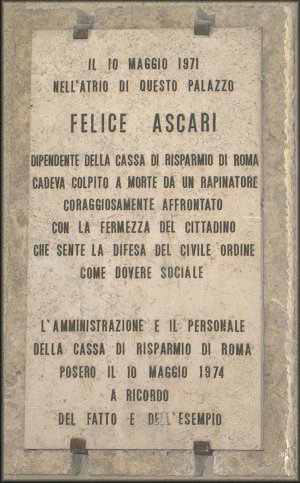 IL 10 MAGGIO 1971
NELL'ATRIO DI QUESTO PALAZZO
FELICE ASCARI
DIPENDENTE DELLA CASSA DI RISPARMIO DI ROMA
CADEVA COLPITO A MORTE DA UN RAPINATORE
CORAGGIOSAMENTE AFFRONTATO
CON LA FERMEZZA DEL CITTADINO
CHE SENTE LA DIFESA DEL CIVILE ORDINE
COME DOVERE SOCIALE
L'AMMINISTRAZIONE E IL PERSONALE
DELLA CASSA DI RISPARMIO DI ROMA
POSERO IL 10 MAGGIO 1974
A RICORDO
DEL FATTO E DELL'ESEMPIO